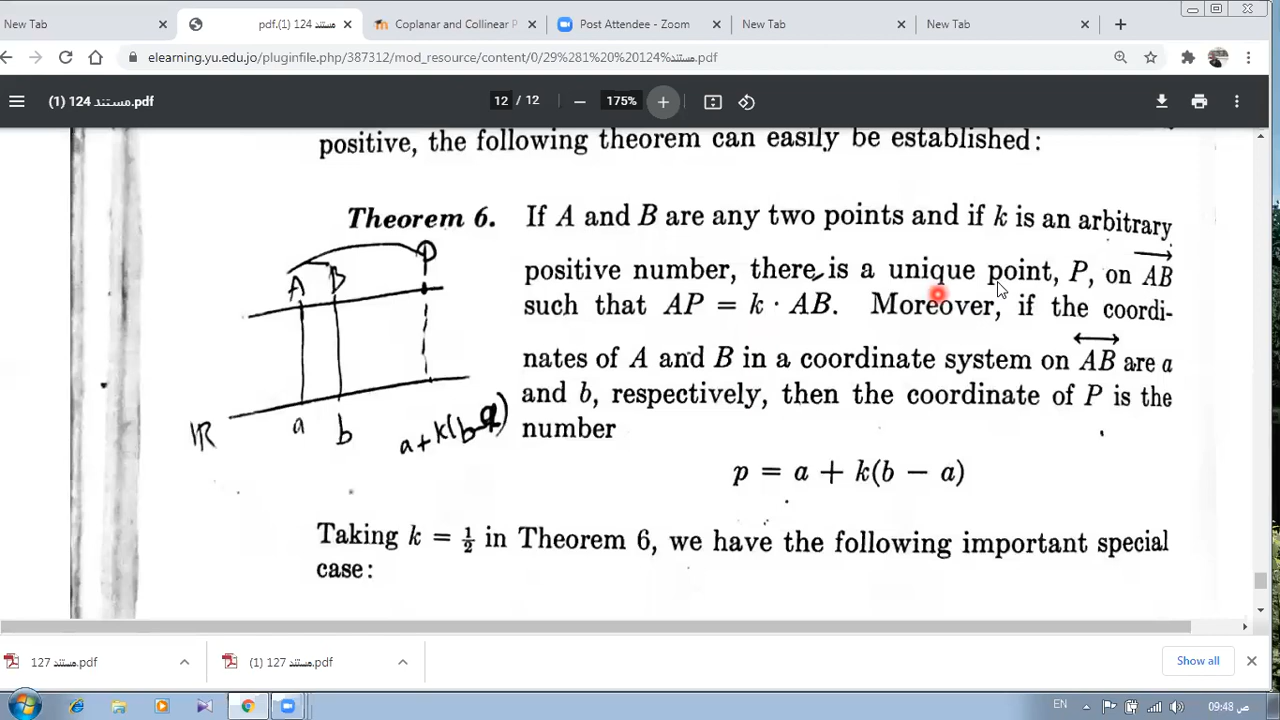 New Tab
pdf.(1) 124 مستند
Coplanar and Collinear P
Post Attendee - Zoom
New Tab
New Tab
elearning.yu.edu.jo/pluginfile.php/387312/mod_resource/content/0/29%281%20%20124%مستند.pdf
(1) 124 مستند.pdf
12 / 12
175%
positive, the following theorem can easily be established:
Theorem 6. If A and B are any two points and if k is an arbitrary
positive number, there is a unique point, P, on AB
such that AP = k · AB. Moreover, if the coordi-
nates of A and B in a coordinate system on AB are a
and b, respectively, then the coordinate of P is the
number
p = a + k(b − a)
A B P
IR a b a+k(b-a)
Taking k = 1/2 in Theorem 6, we have the following important special
case:
127 مستند.pdf
(1) 127 مستند.pdf
Show all
EN
09:48 ص